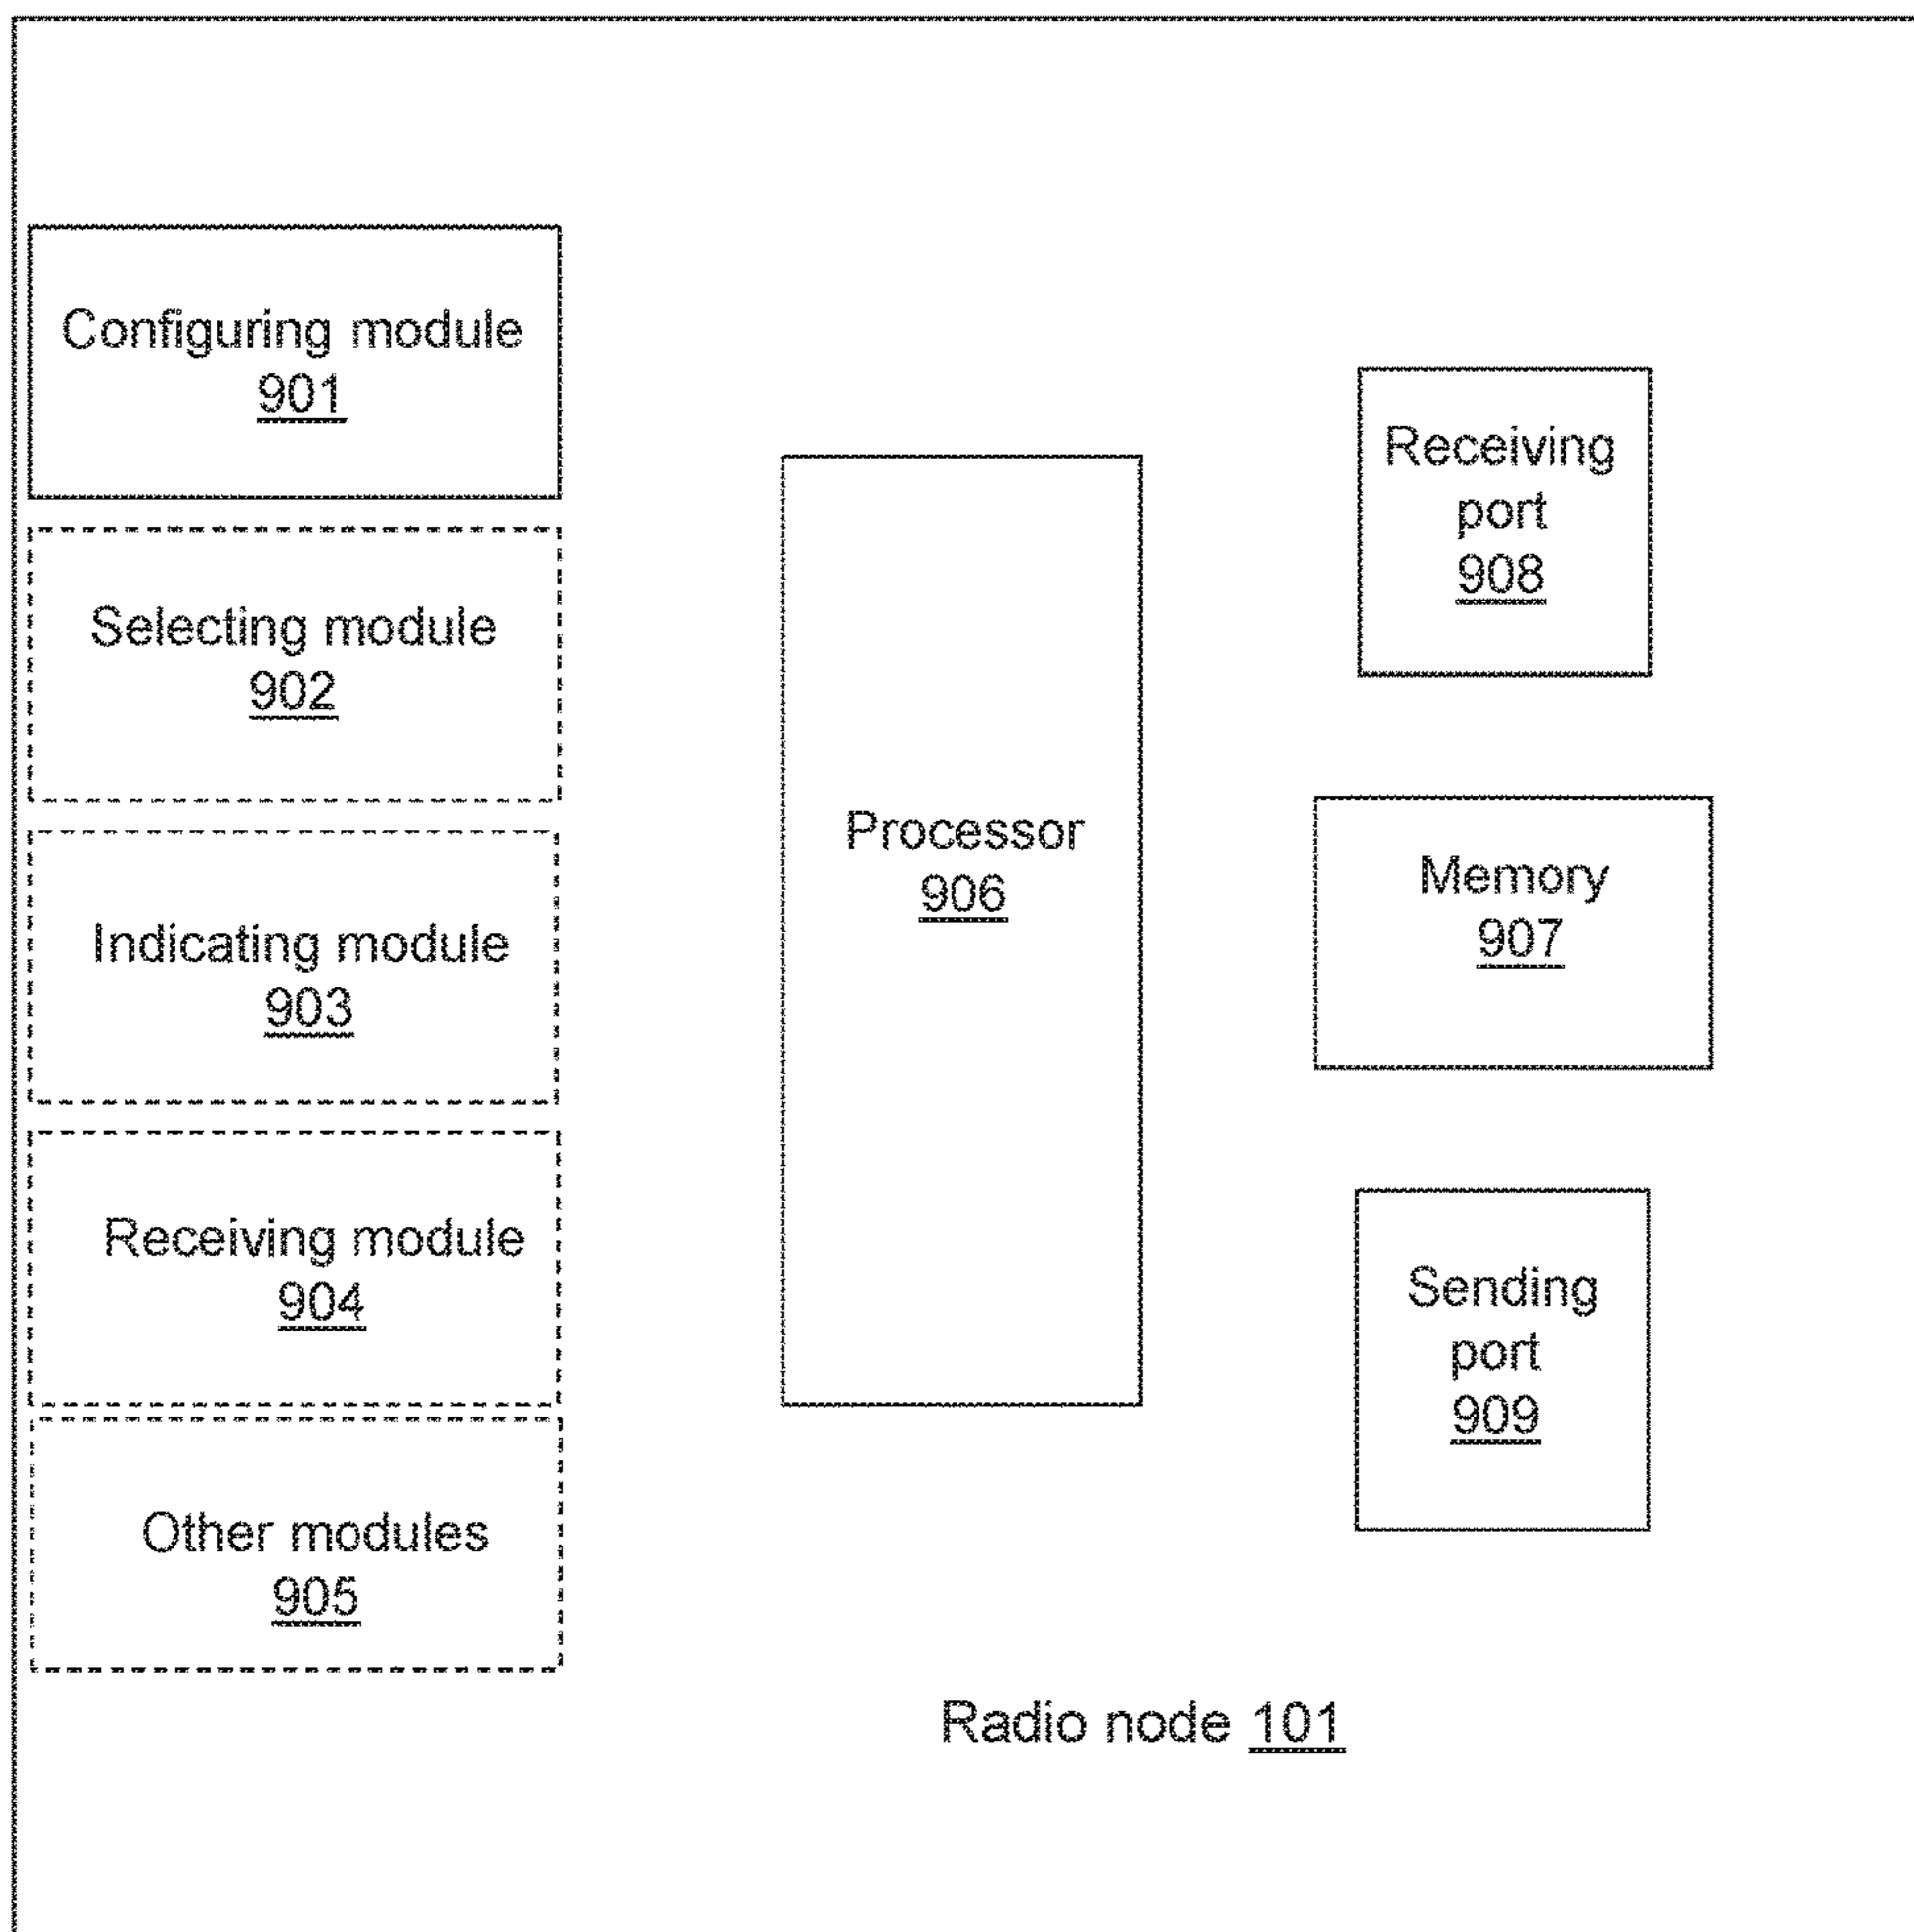 Configuring module
901
Selecting module
902
Indicating module
903
Receiving module
904
Other modules
905
Processor
906
Receiving
port
908
Memory
907
Sending
port
909
Radio node 101